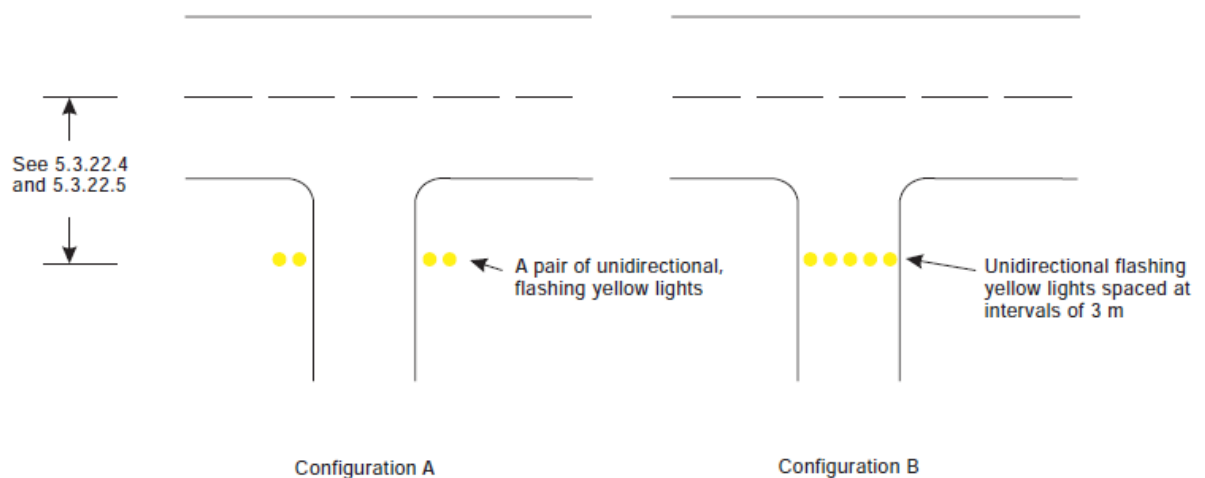 See 5.3.22.4
and 5.3.22.5
A pair of unidirectional,
flashing yellow lights
Unidirectional flashing
yellow lights spaced at
intervals of 3 m
Configuration A
Configuration B